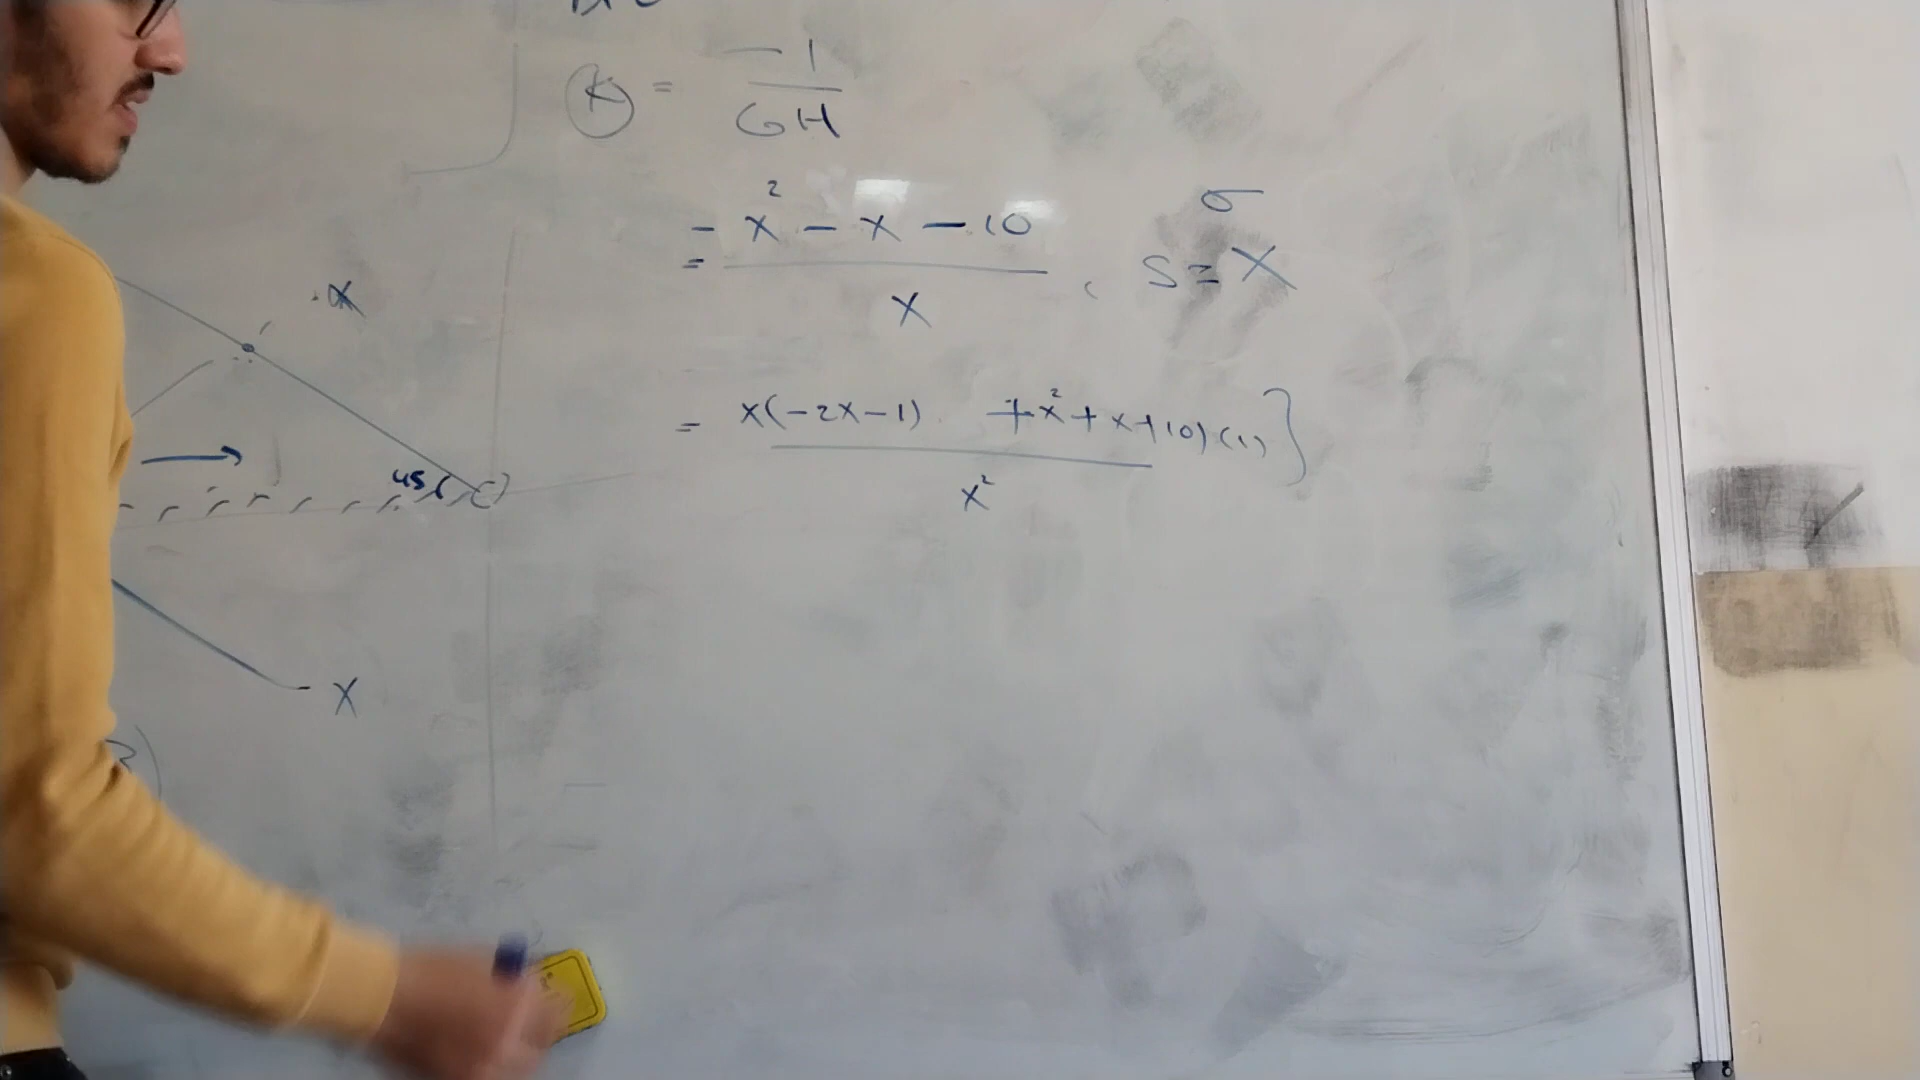 K = -1 / GH
= -x² - x - 10 / x , s = x
σ
= x(-2x-1) + x² + x + 10)(1) } / x²
x
45
x